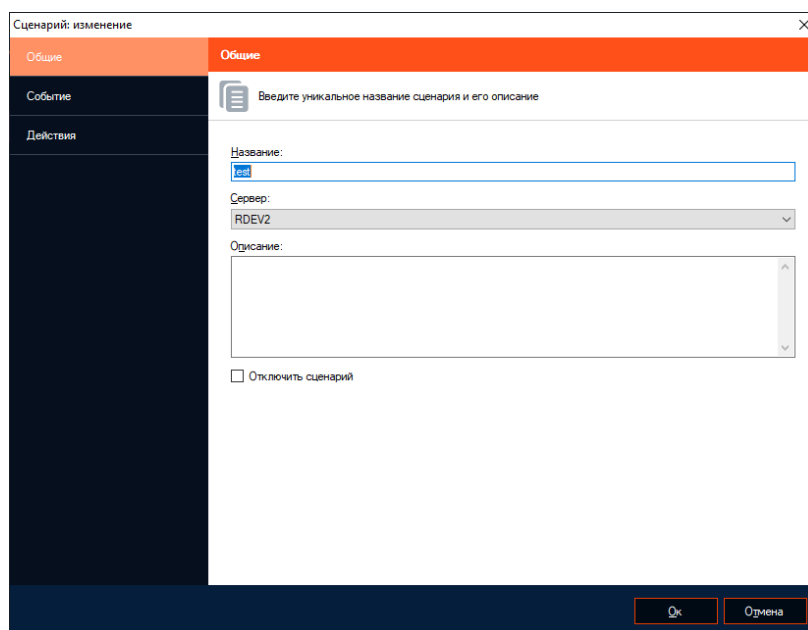 Сценарий: изменение
Общие
Событие
Действия
Общие
Введите уникальное название сценария и его описание
Название:
test
Сервер:
RDEV2
Описание:
Отключить сценарий
Ок
Отмена